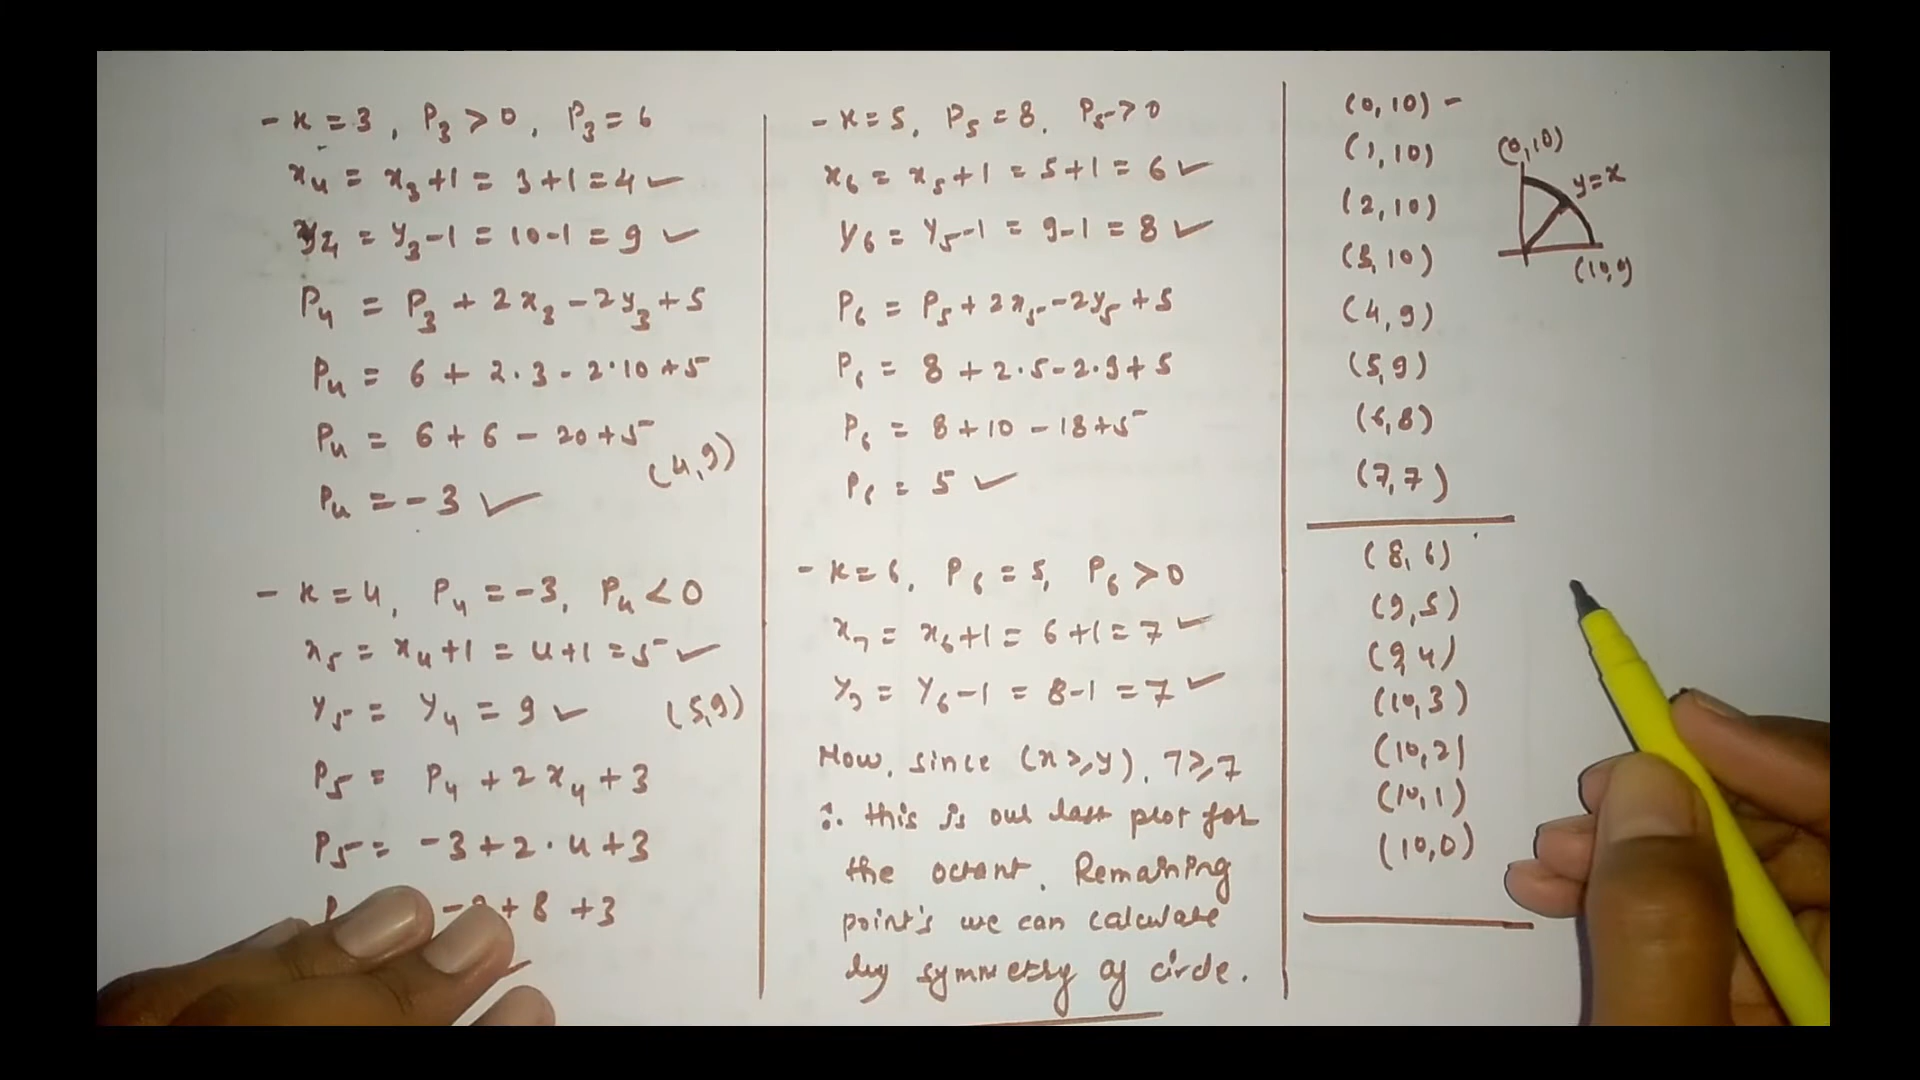 - k = 3, P3 > 0, P3 = 6
x4 = x3 + 1 = 3 + 1 = 4 ✓
y4 = y3 - 1 = 10 - 1 = 9 ✓
P4 = P3 + 2x3 - 2y3 + 5
P4 = 6 + 2·3 - 2·10 + 5
P4 = 6 + 6 - 20 + 5
(4,9)
P4 = -3 ✓
- k = 4, P4 = -3, P4 < 0
x5 = x4 + 1 = 4 + 1 = 5 ✓
y5 = y4 = 9 ✓ (5,9)
P5 = P4 + 2x4 + 3
P5 = -3 + 2·4 + 3
+ 8 + 3
- k = 5, P5 = 8, P5 > 0
x6 = x5 + 1 = 5 + 1 = 6 ✓
y6 = y5 - 1 = 9 - 1 = 8 ✓
P6 = P5 + 2x5 - 2y5 + 5
P6 = 8 + 2·5 - 2·9 + 5
P6 = 8 + 10 - 18 + 5
P6 = 5 ✓
- k = 6, P6 = 5, P6 > 0
x7 = x6 + 1 = 6 + 1 = 7 ✓
y7 = y6 - 1 = 8 - 1 = 7 ✓
Now, since (x ≥ y), 7 ≥ 7
∴ this is our last plot for
the octant. Remaining
point's we can calculate
by symmetry of circle.
(0,10) -
(1,10)
(2,10)
(3,10)
(4,9)
(5,9)
(6,8)
(7,7)
(8,6)
(9,5)
(9,4)
(10,3)
(10,2)
(10,1)
(10,0)
(0,10)
y=x